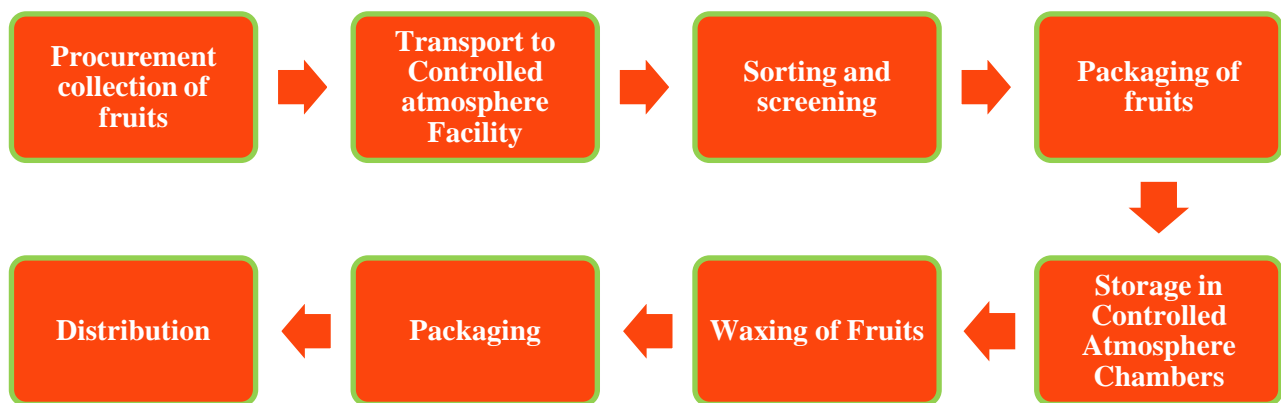 Procurement
collection of
fruits
Transport to
Controlled
atmosphere
Facility
Sorting and
screening
Packaging of
fruits
Storage in
Controlled
Atmosphere
Chambers
Waxing of Fruits
Packaging
Distribution